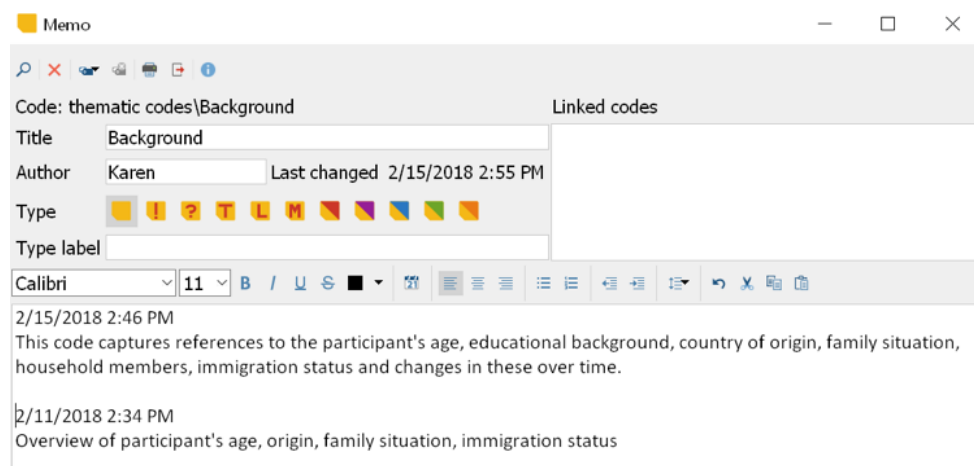 Memo
Code: thematic codes\Background
Linked codes
Title Background
Author Karen Last changed 2/15/2018 2:55 PM
Type ! ? T L M
Type label
Calibri 11 B I U S 21
2/15/2018 2:46 PM
This code captures references to the participant's age, educational background, country of origin, family situation,
household members, immigration status and changes in these over time.
2/11/2018 2:34 PM
Overview of participant's age, origin, family situation, immigration status